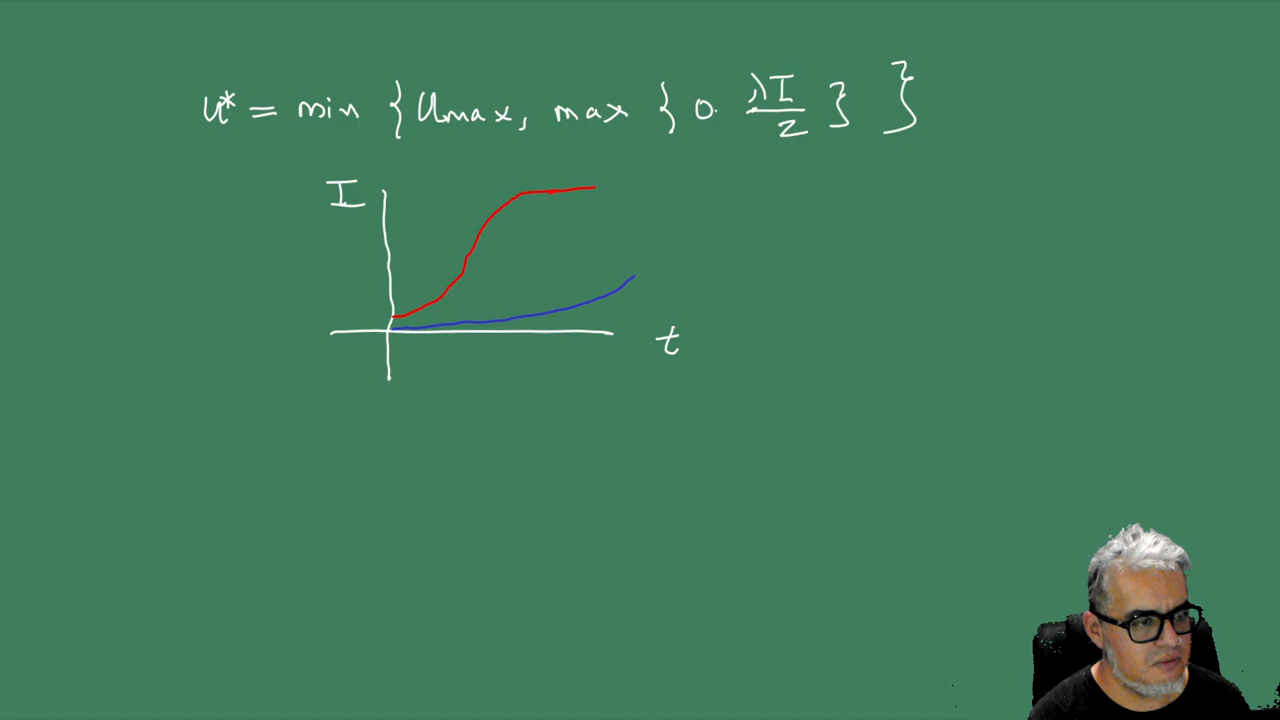 u* = min { Umax, max { 0. λI/2 } }
I
t